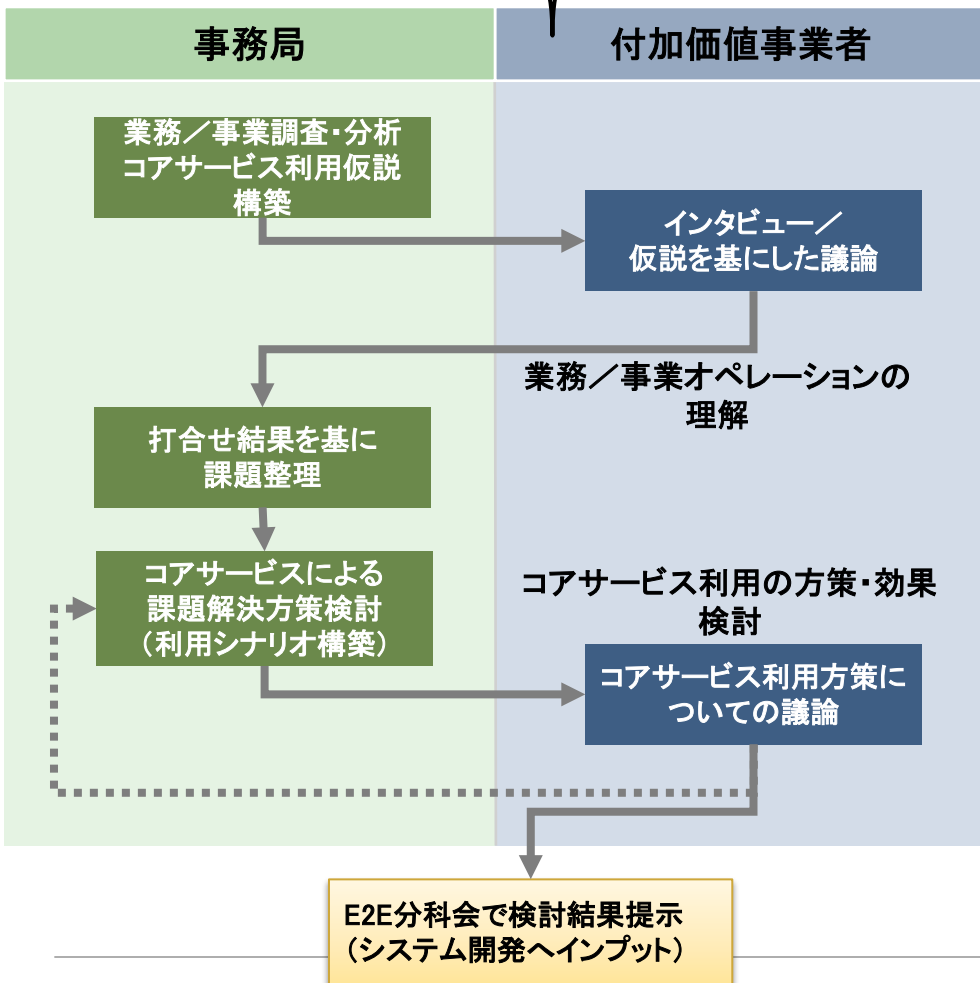 事務局
付加価値事業者
業務／事業調査・分析
コアサービス利用仮説
構築
インタビュー／
仮説を基にした議論
業務／事業オペレーションの
理解
打合せ結果を基に
課題整理
コアサービスによる
課題解決方策検討
（利用シナリオ構築）
コアサービス利用の方策・効果
検討
コアサービス利用方策に
ついての議論
E2E分科会で検討結果提示
（システム開発へインプット）